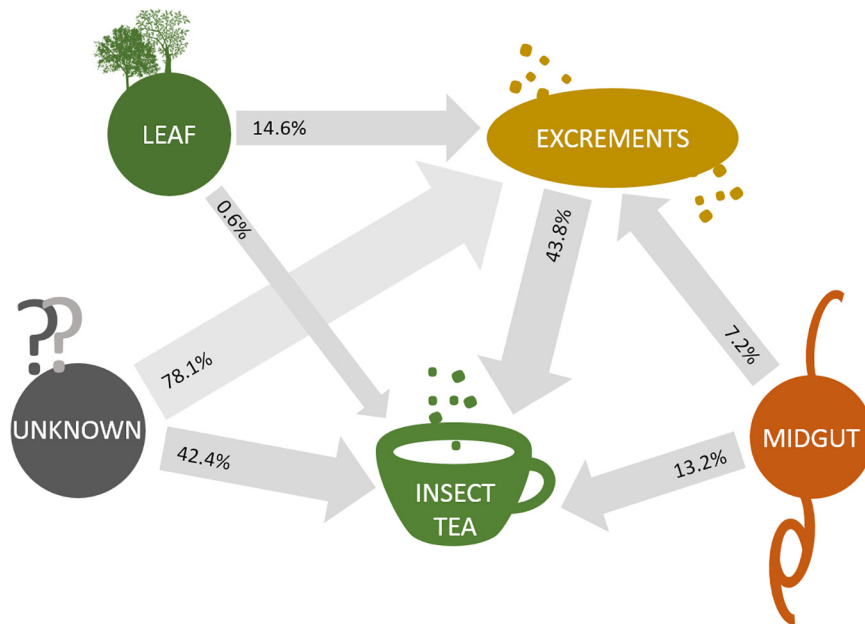 LEAF
14.6%
EXCREMENTS
0.6%
43.8%
??
78.1%
7.2%
UNKNOWN
42.4%
INSECT
TEA
13.2%
MIDGUT